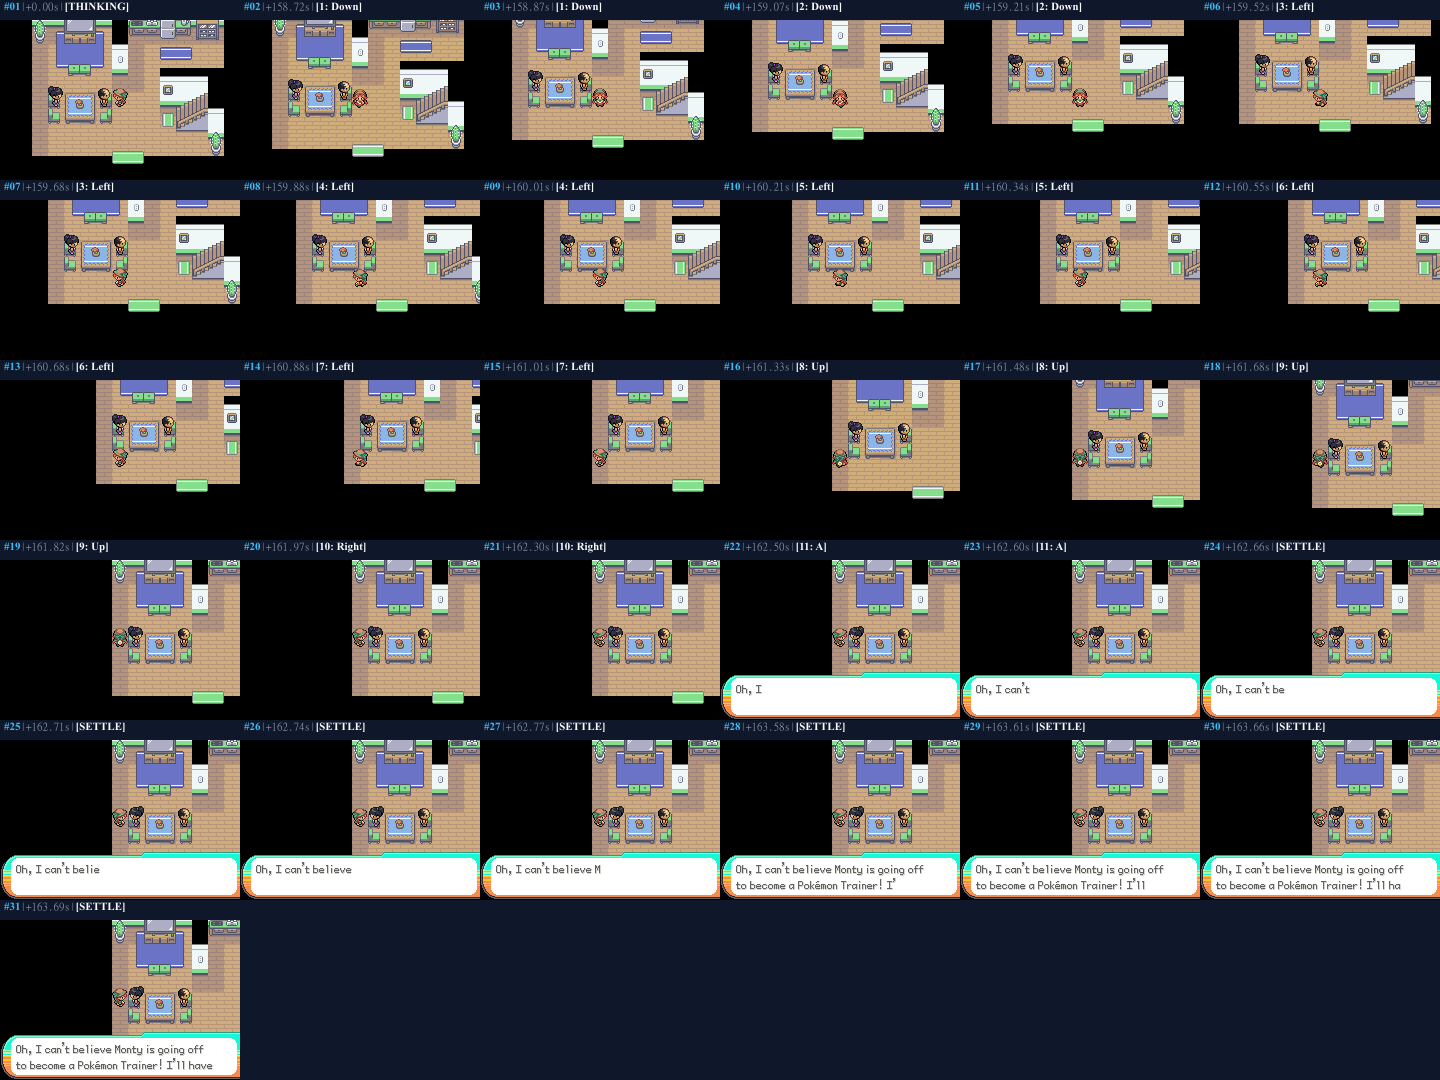 #01|+0.00s|[THINKING]
#02|+158.72s|[1: Down]
#03|+158.87s|[1: Down]
#04|+159.07s|[2: Down]
#05|+159.21s|[2: Down]
#06|+159.52s|[3: Left]
#07|+159.68s|[3: Left]
#08|+159.88s|[4: Left]
#09|+160.01s|[4: Left]
#10|+160.21s|[5: Left]
#11|+160.34s|[5: Left]
#12|+160.55s|[6: Left]
#13|+160.68s|[6: Left]
#14|+160.88s|[7: Left]
#15|+161.01s|[7: Left]
#16|+161.33s|[8: Up]
#17|+161.48s|[8: Up]
#18|+161.68s|[9: Up]
#19|+161.82s|[9: Up]
#20|+161.97s|[10: Right]
#21|+162.30s|[10: Right]
#22|+162.50s|[11: A]
Oh, I
#23|+162.60s|[11: A]
Oh, I can't
#24|+162.66s|[SETTLE]
Oh, I can't be
#25|+162.71s|[SETTLE]
Oh, I can't belie
#26|+162.74s|[SETTLE]
Oh, I can't believe
#27|+162.77s|[SETTLE]
Oh, I can't believe M
#28|+163.58s|[SETTLE]
Oh, I can't believe Monty is going off
to become a Pokémon Trainer! I'
#29|+163.61s|[SETTLE]
Oh, I can't believe Monty is going off
to become a Pokémon Trainer! I'll
#30|+163.66s|[SETTLE]
Oh, I can't believe Monty is going off
to become a Pokémon Trainer! I'll ha
#31|+163.69s|[SETTLE]
Oh, I can't believe Monty is going off
to become a Pokémon Trainer! I'll have